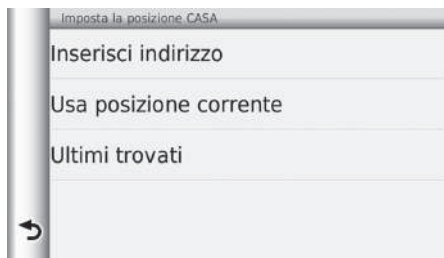 Imposta la posizione CASA
Inserisci indirizzo
Usa posizione corrente
Ultimi trovati